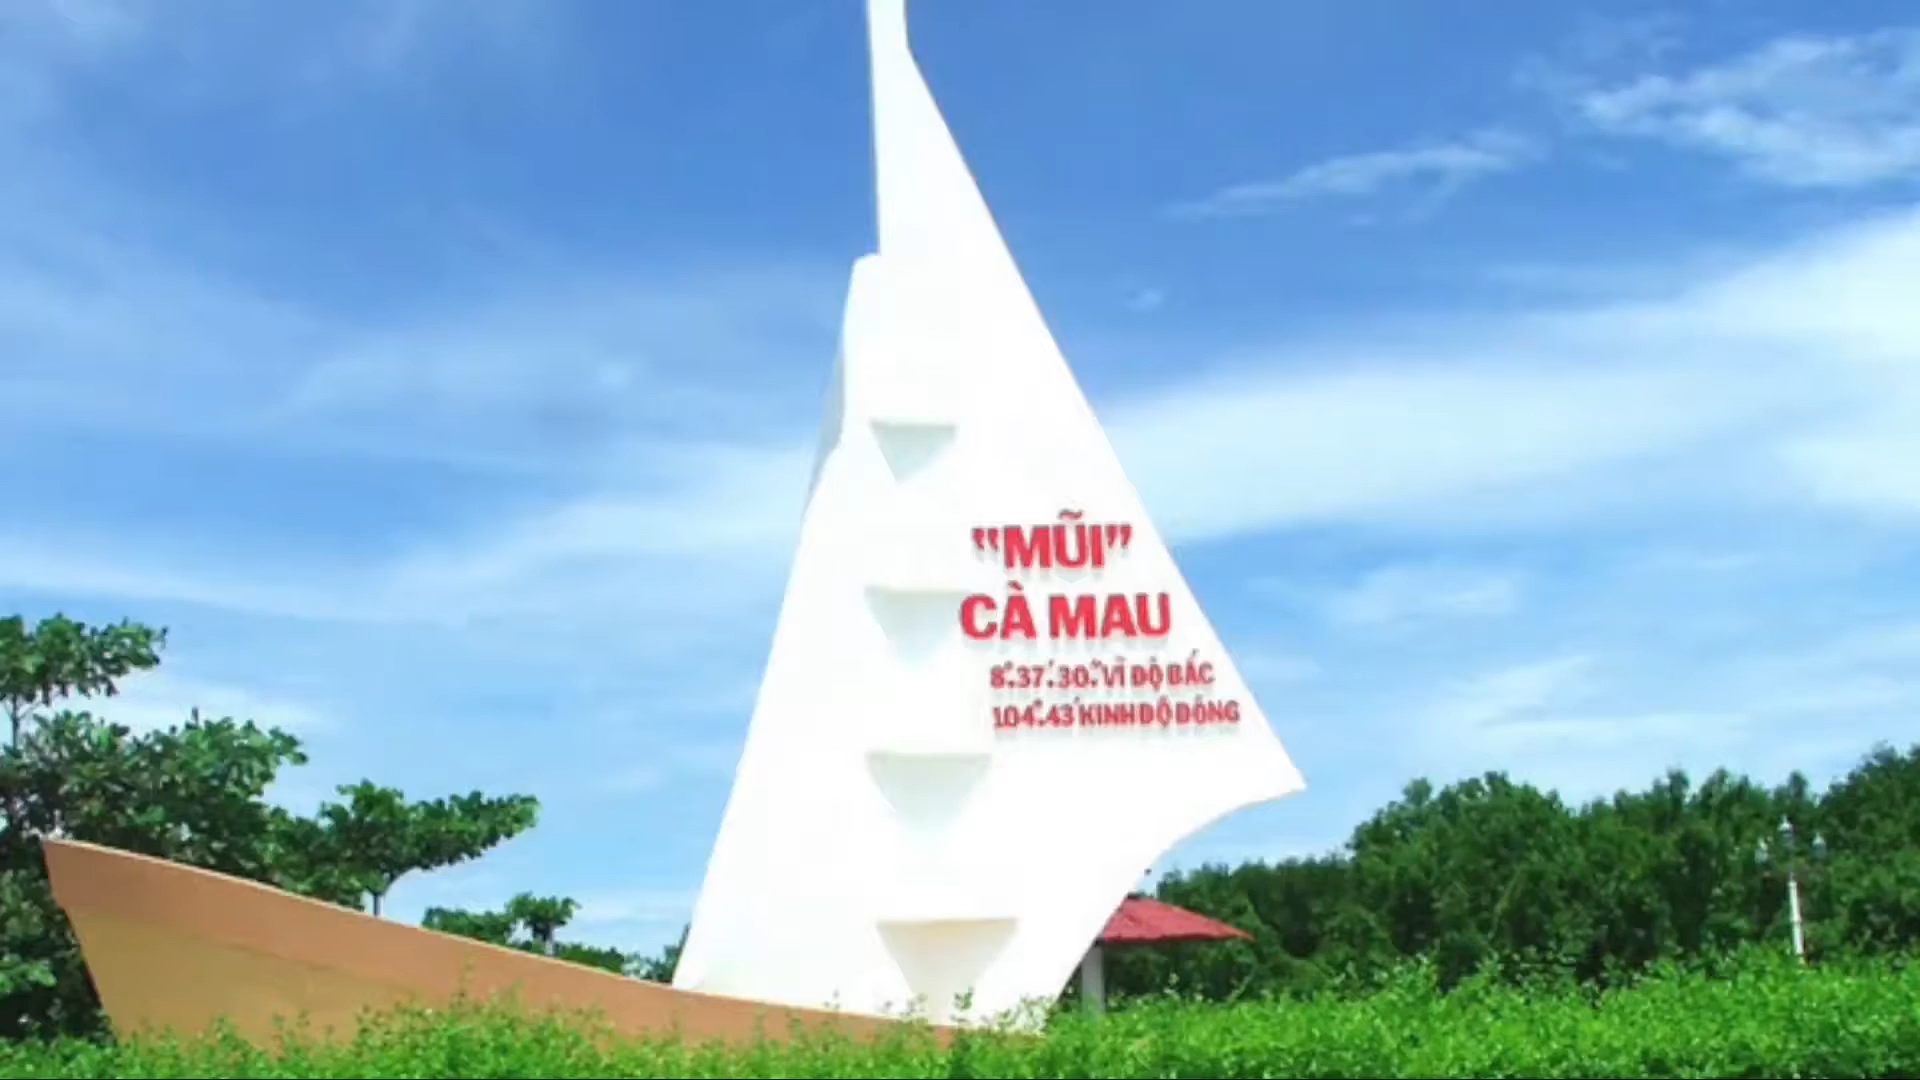 "MŨI"
CÀ MAU
8°.37'.30." VĨ ĐỘ BẮC
104°.43' KINH ĐỘ ĐÔNG